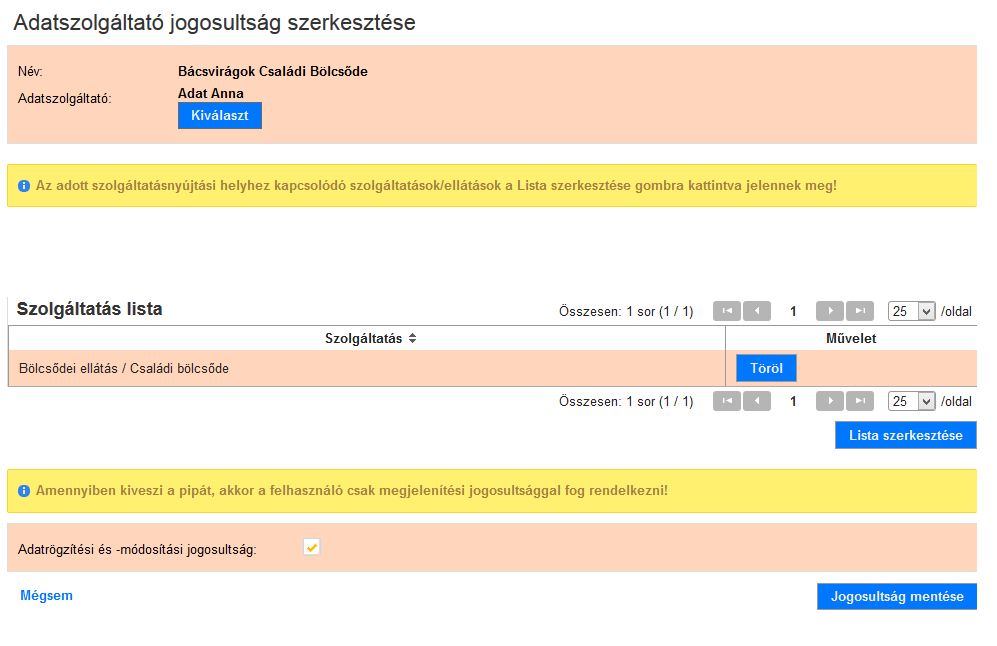 Adatszolgáltató jogosultság szerkesztése
Név: Bácsvirágok Családi Bölcsőde
Adatszolgáltató: Adat Anna
Kiválaszt
Az adott szolgáltatásnyújtási helyhez kapcsolódó szolgáltatások/ellátások a Lista szerkesztése gombra kattintva jelennek meg!
Szolgáltatás lista Összesen: 1 sor (1 / 1) 1 25 /oldal
Szolgáltatás Művelet
Bölcsődei ellátás / Családi bölcsőde Töröl
Összesen: 1 sor (1 / 1) 1 25 /oldal
Lista szerkesztése
Amennyiben kiveszi a pipát, akkor a felhasználó csak megjelenítési jogosultsággal fog rendelkezni!
Adatrögzítési és -módosítási jogosultság:
Mégsem Jogosultság mentése